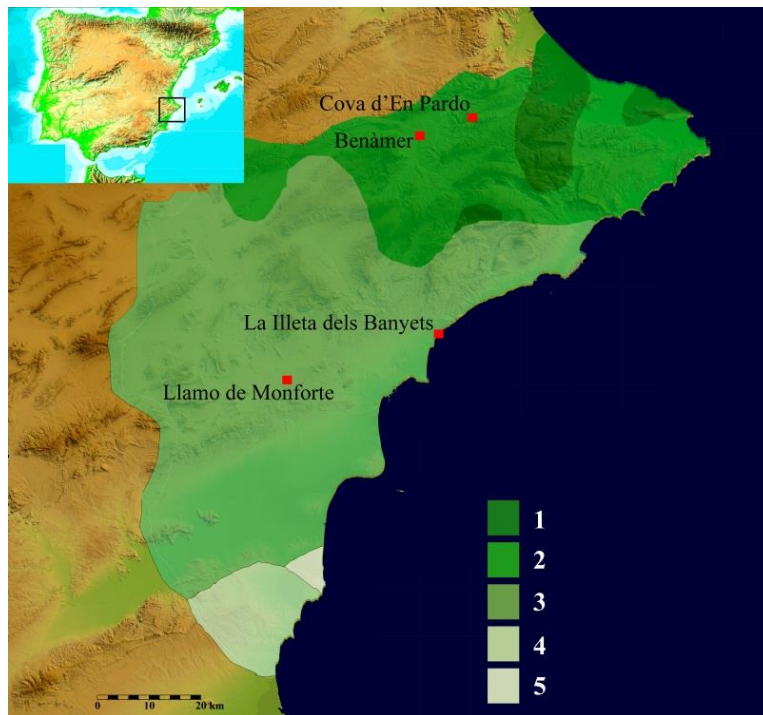 Cova d'En Pardo
Benàmer
La Illeta dels Banyets
Llamo de Monforte
1
2
3
4
5
0 10 20 km